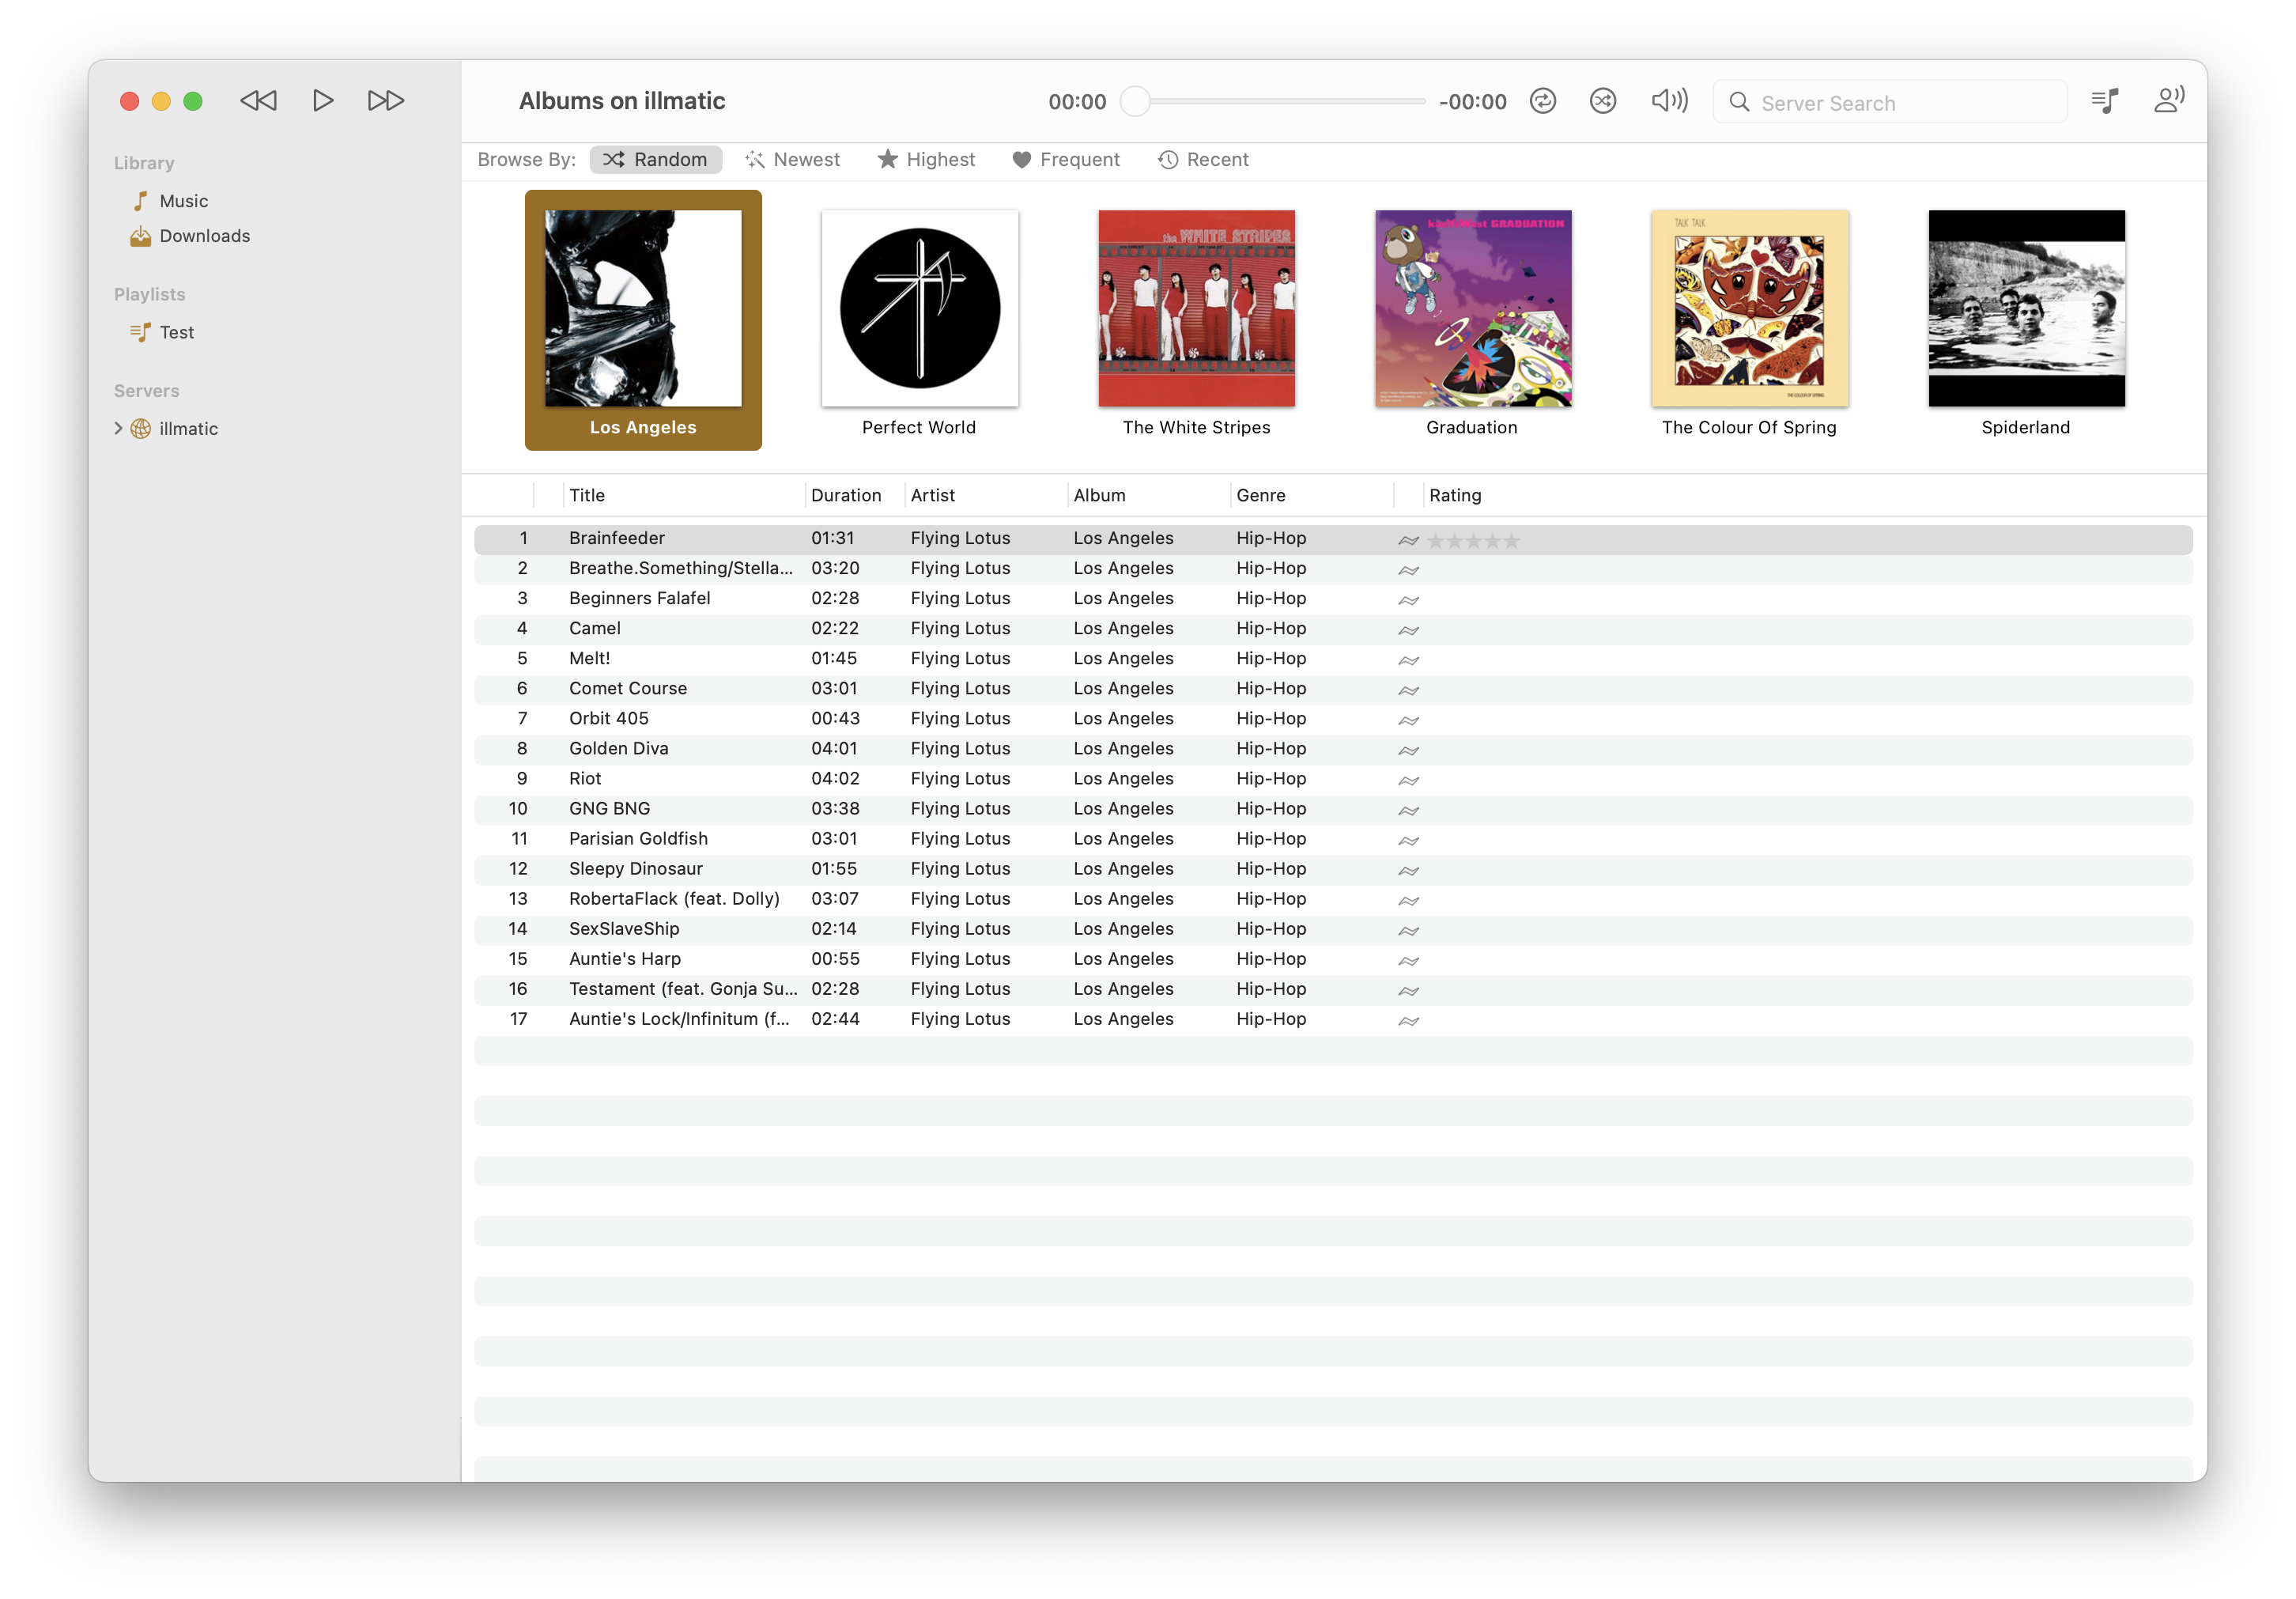 Albums on illmatic
00:00
-00:00
Server Search
Library
Music
Downloads
Playlists
Test
Servers
illmatic
Browse By: Random Newest Highest Frequent Recent
the WHITE STRIPES
kanYeWest GRADUATION
TALK TALK
THE COLOUR OF SPRING
Los Angeles
Perfect World
The White Stripes
Graduation
The Colour Of Spring
Spiderland
Title Duration Artist Album Genre Rating
1 Brainfeeder 01:31 Flying Lotus Los Angeles Hip-Hop
2 Breathe.Something/Stella... 03:20 Flying Lotus Los Angeles Hip-Hop
3 Beginners Falafel 02:28 Flying Lotus Los Angeles Hip-Hop
4 Camel 02:22 Flying Lotus Los Angeles Hip-Hop
5 Melt! 01:45 Flying Lotus Los Angeles Hip-Hop
6 Comet Course 03:01 Flying Lotus Los Angeles Hip-Hop
7 Orbit 405 00:43 Flying Lotus Los Angeles Hip-Hop
8 Golden Diva 04:01 Flying Lotus Los Angeles Hip-Hop
9 Riot 04:02 Flying Lotus Los Angeles Hip-Hop
10 GNG BNG 03:38 Flying Lotus Los Angeles Hip-Hop
11 Parisian Goldfish 03:01 Flying Lotus Los Angeles Hip-Hop
12 Sleepy Dinosaur 01:55 Flying Lotus Los Angeles Hip-Hop
13 RobertaFlack (feat. Dolly) 03:07 Flying Lotus Los Angeles Hip-Hop
14 SexSlaveShip 02:14 Flying Lotus Los Angeles Hip-Hop
15 Auntie's Harp 00:55 Flying Lotus Los Angeles Hip-Hop
16 Testament (feat. Gonja Su... 02:28 Flying Lotus Los Angeles Hip-Hop
17 Auntie's Lock/Infinitum (f... 02:44 Flying Lotus Los Angeles Hip-Hop